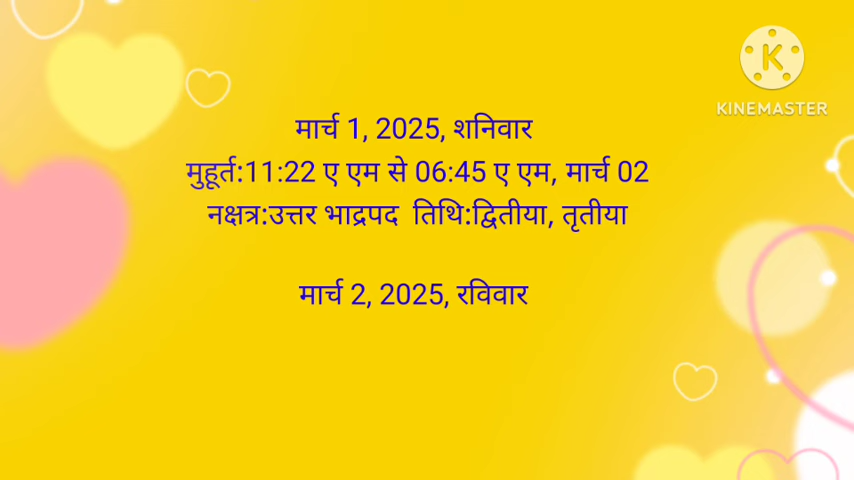 KINEMASTER
मार्च 1, 2025, शनिवार
मुहूर्त:11:22 ए एम से 06:45 ए एम, मार्च 02
नक्षत्र:उत्तर भाद्रपद तिथि:द्वितीया, तृतीया
मार्च 2, 2025, रविवार